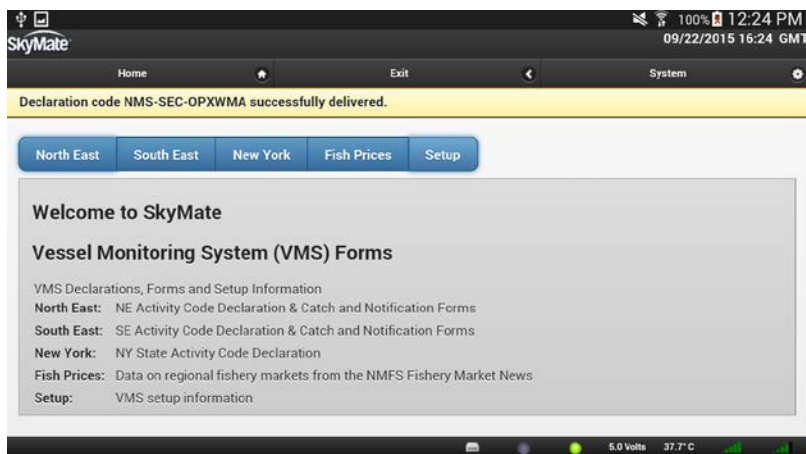 100% 12:24 PM
SkyMate
09/22/2015 16:24 GMT
Home Exit System
Declaration code NMS-SEC-OPXWMA successfully delivered.
North East South East New York Fish Prices Setup
Welcome to SkyMate
Vessel Monitoring System (VMS) Forms
VMS Declarations, Forms and Setup Information
North East: NE Activity Code Declaration & Catch and Notification Forms
South East: SE Activity Code Declaration & Catch and Notification Forms
New York: NY State Activity Code Declaration
Fish Prices: Data on regional fishery markets from the NMFS Fishery Market News
Setup: VMS setup information
5.0 Volts 37.7° C